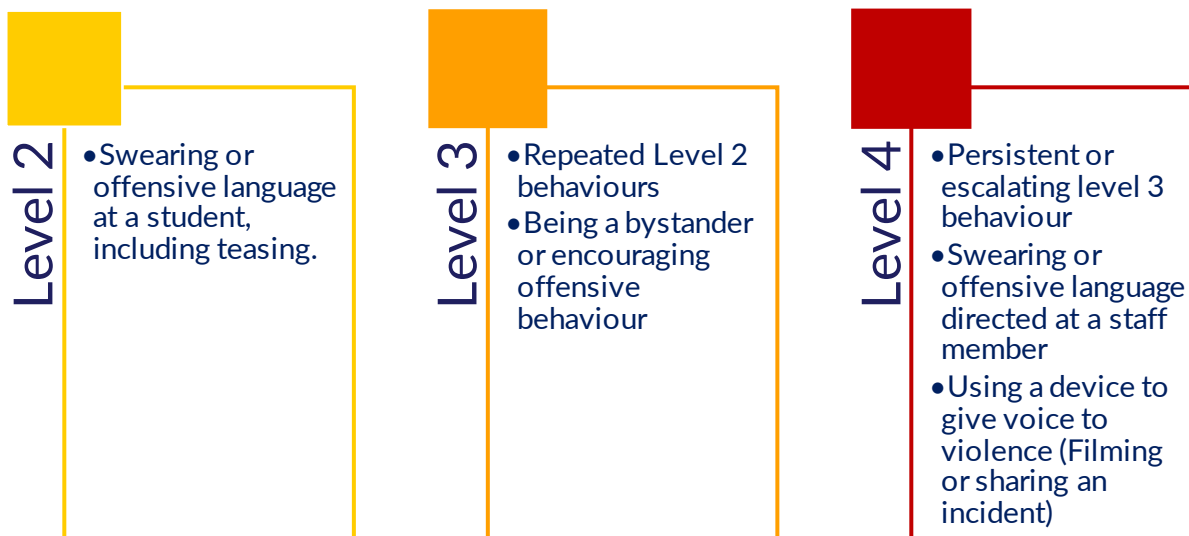 Level 2
•Swearing or
offensive language
at a student,
including teasing.
Level 3
•Repeated Level 2
behaviours
•Being a bystander
or encouraging
offensive
behaviour
Level 4
•Persistent or
escalating level 3
behaviour
•Swearing or
offensive language
directed at a staff
member
•Using a device to
give voice to
violence (Filming
or sharing an
incident)